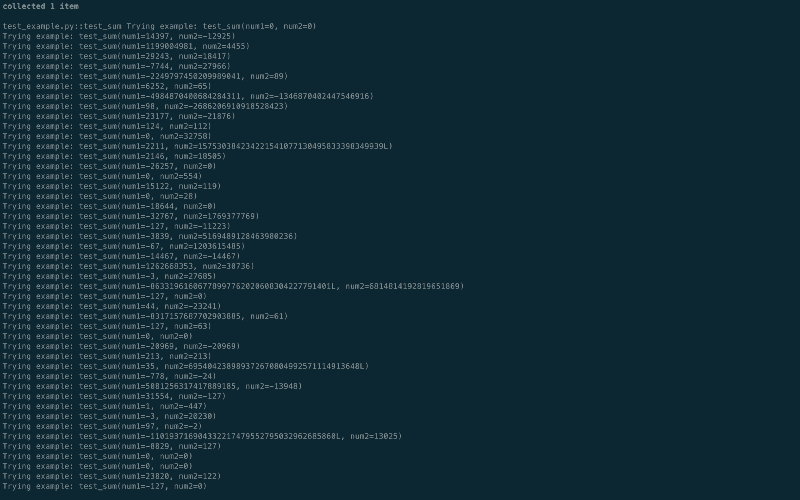 collected 1 item
test_example.py::test_sum Trying example: test_sum(num1=0, num2=0)
Trying example: test_sum(num1=14397, num2=-12925)
Trying example: test_sum(num1=1199004981, num2=4455)
Trying example: test_sum(num1=29243, num2=18417)
Trying example: test_sum(num1=-7744, num2=27966)
Trying example: test_sum(num1=-2249797458209989041, num2=89)
Trying example: test_sum(num1=6252, num2=65)
Trying example: test_sum(num1=-4984870400684284311, num2=-1346870402447546916)
Trying example: test_sum(num1=98, num2=-2686206910918528423)
Trying example: test_sum(num1=23177, num2=-21876)
Trying example: test_sum(num1=124, num2=112)
Trying example: test_sum(num1=0, num2=32758)
Trying example: test_sum(num1=2211, num2=157530384234221541077130495833398349939L)
Trying example: test_sum(num1=2146, num2=18505)
Trying example: test_sum(num1=-26257, num2=0)
Trying example: test_sum(num1=0, num2=554)
Trying example: test_sum(num1=15122, num2=119)
Trying example: test_sum(num1=0, num2=28)
Trying example: test_sum(num1=-18644, num2=0)
Trying example: test_sum(num1=-32767, num2=1769377769)
Trying example: test_sum(num1=-127, num2=-11223)
Trying example: test_sum(num1=-3839, num2=5169489128463980236)
Trying example: test_sum(num1=-67, num2=1203615485)
Trying example: test_sum(num1=-14467, num2=-14467)
Trying example: test_sum(num1=1262668353, num2=30736)
Trying example: test_sum(num1=-3, num2=27685)
Trying example: test_sum(num1=-86331961606778997762020608304227791401L, num2=6814814192819651869)
Trying example: test_sum(num1=-127, num2=0)
Trying example: test_sum(num1=44, num2=-23241)
Trying example: test_sum(num1=-8317157687702903885, num2=61)
Trying example: test_sum(num1=-127, num2=63)
Trying example: test_sum(num1=0, num2=0)
Trying example: test_sum(num1=-20969, num2=-20969)
Trying example: test_sum(num1=213, num2=213)
Trying example: test_sum(num1=35, num2=69540423898937267080492571114913648L)
Trying example: test_sum(num1=-778, num2=-24)
Trying example: test_sum(num1=5081256317417889185, num2=-13948)
Trying example: test_sum(num1=31554, num2=-127)
Trying example: test_sum(num1=1, num2=-447)
Trying example: test_sum(num1=-3, num2=20230)
Trying example: test_sum(num1=97, num2=-2)
Trying example: test_sum(num1=-110193716904332217479552795032962685860L, num2=13025)
Trying example: test_sum(num1=-8829, num2=127)
Trying example: test_sum(num1=0, num2=0)
Trying example: test_sum(num1=0, num2=0)
Trying example: test_sum(num1=23820, num2=122)
Trying example: test_sum(num1=-127, num2=0)